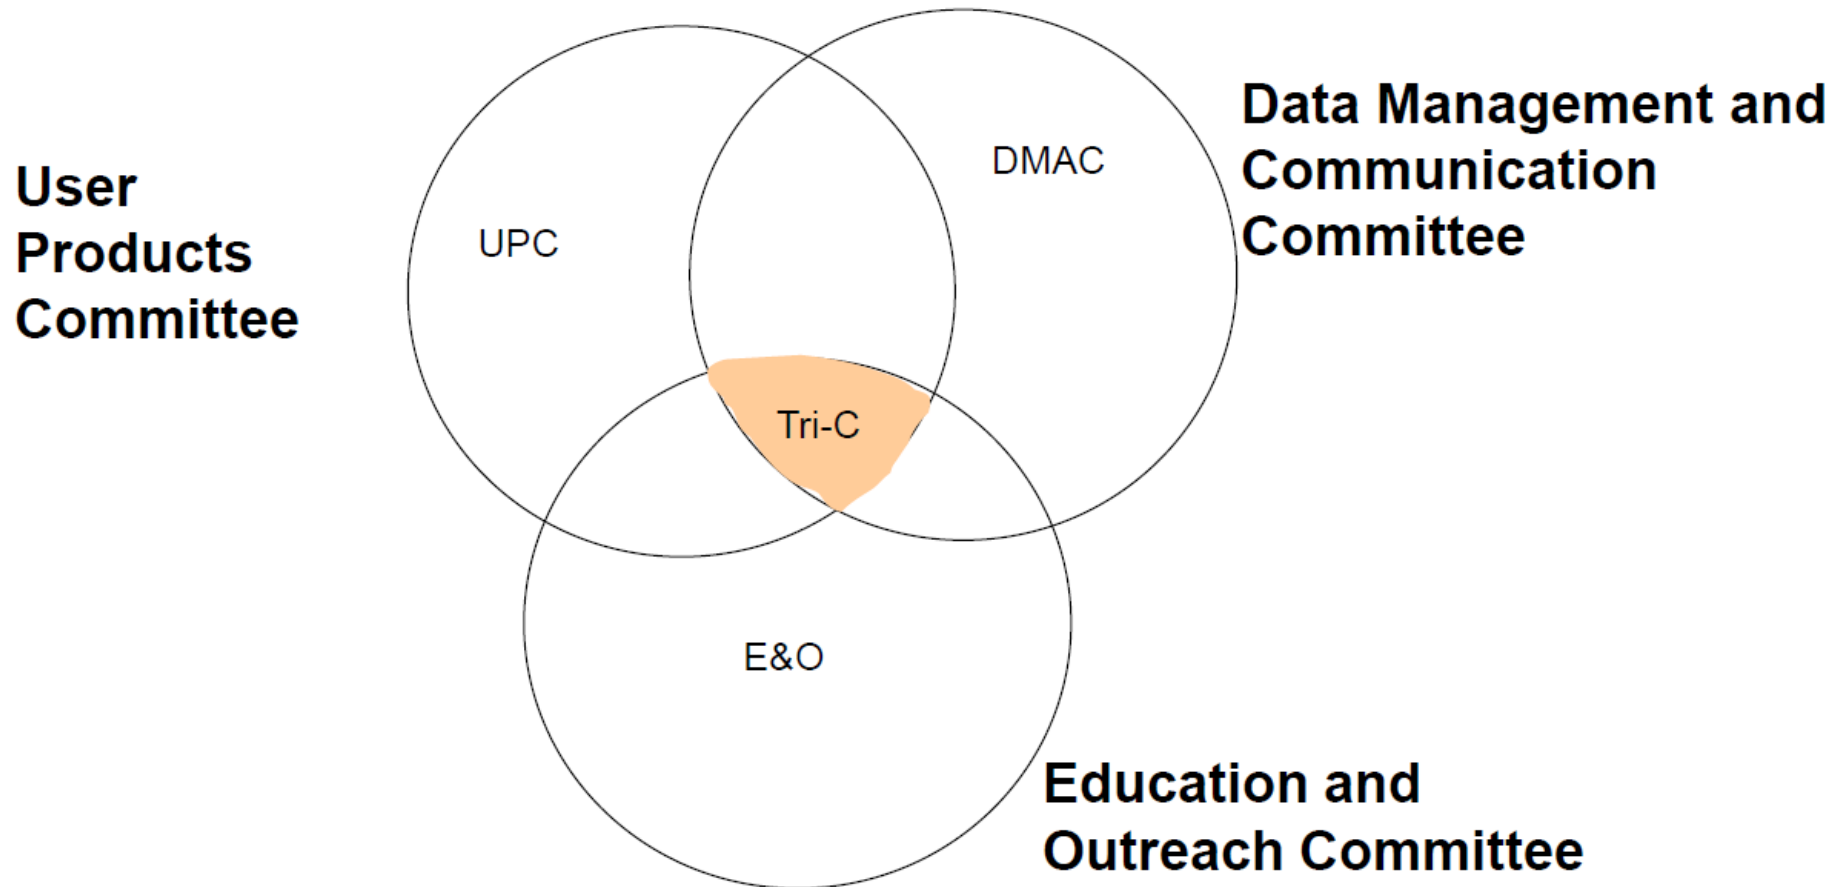 User
Products
Committee
UPC
DMAC
Data Management and
Communication
Committee
Tri-C
E&O
Education and
Outreach Committee